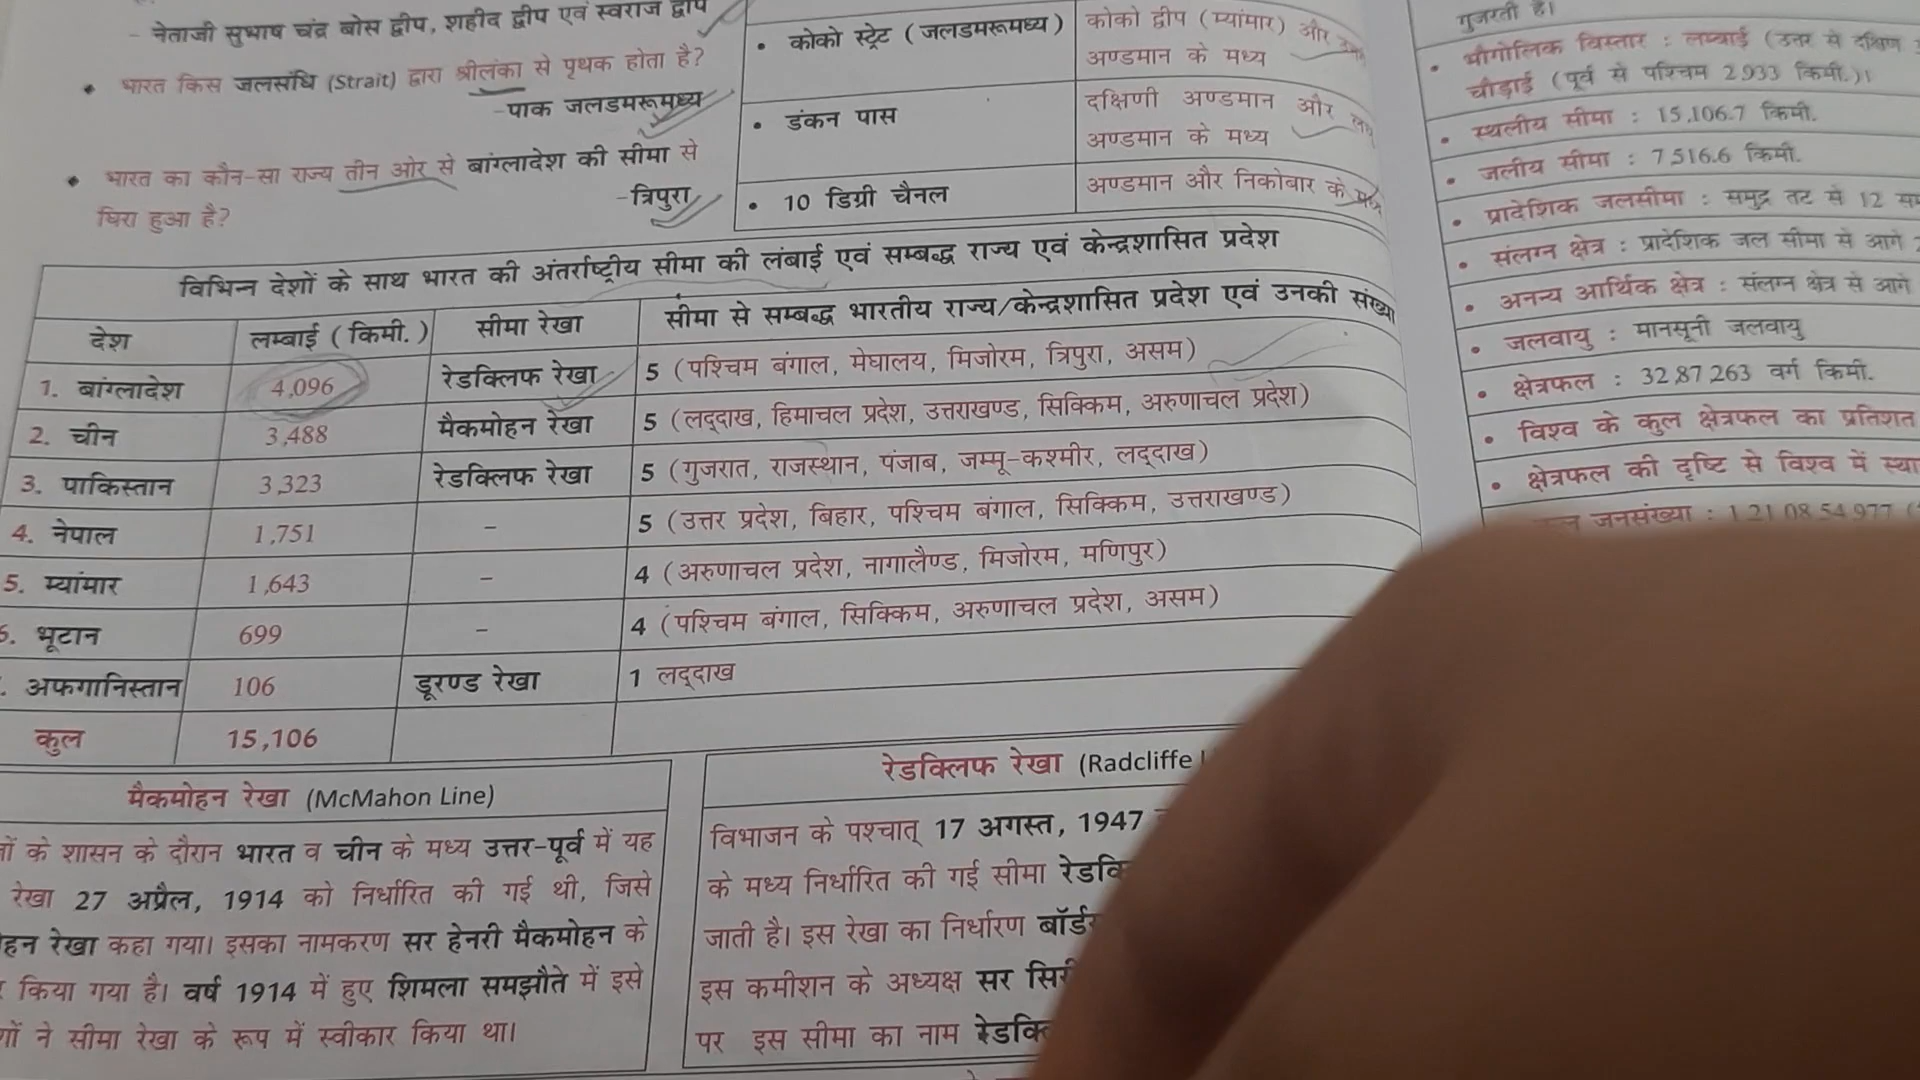 - नेताजी सुभाष चंद्र बोस द्वीप, शहीद द्वीप एवं स्वराज द्वीप
• भारत किस जलसंधि (Strait) द्वारा श्रीलंका से पृथक होता है?
-पाक जलडमरूमध्य
• भारत का कौन-सा राज्य तीन ओर से बांग्लादेश की सीमा से
घिरा हुआ है?
-त्रिपुरा
• कोको स्ट्रेट (जलडमरूमध्य) कोको द्वीप (म्यांमार) और
अण्डमान के मध्य
• डंकन पास दक्षिणी अण्डमान और
अण्डमान के मध्य
• 10 डिग्री चैनल अण्डमान और निकोबार के मध्य
विभिन्न देशों के साथ भारत की अंतर्राष्ट्रीय सीमा की लंबाई एवं सम्बद्ध राज्य एवं केन्द्रशासित प्रदेश
देश लम्बाई (किमी.) सीमा रेखा सीमा से सम्बद्ध भारतीय राज्य/केन्द्रशासित प्रदेश एवं उनकी संख्या
1. बांग्लादेश 4,096 रेडक्लिफ रेखा 5 (पश्चिम बंगाल, मेघालय, मिजोरम, त्रिपुरा, असम)
2. चीन 3,488 मैकमोहन रेखा 5 (लद्दाख, हिमाचल प्रदेश, उत्तराखण्ड, सिक्किम, अरुणाचल प्रदेश)
3. पाकिस्तान 3,323 रेडक्लिफ रेखा 5 (गुजरात, राजस्थान, पंजाब, जम्मू-कश्मीर, लद्दाख)
4. नेपाल 1,751 - 5 (उत्तर प्रदेश, बिहार, पश्चिम बंगाल, सिक्किम, उत्तराखण्ड)
5. म्यांमार 1,643 - 4 (अरुणाचल प्रदेश, नागालैण्ड, मिजोरम, मणिपुर)
6. भूटान 699 - 4 (पश्चिम बंगाल, सिक्किम, अरुणाचल प्रदेश, असम)
. अफगानिस्तान 106 डूरण्ड रेखा 1 लद्दाख
कुल 15,106
मैकमोहन रेखा (McMahon Line)
के शासन के दौरान भारत व चीन के मध्य उत्तर-पूर्व में यह
रेखा 27 अप्रैल, 1914 को निर्धारित की गई थी, जिसे
रेखा कहा गया। इसका नामकरण सर हेनरी मैकमोहन के
किया गया है। वर्ष 1914 में हुए शिमला समझौते में इसे
ने सीमा रेखा के रूप में स्वीकार किया था।
रेडक्लिफ रेखा (Radcliffe
विभाजन के पश्चात् 17 अगस्त, 1947
के मध्य निर्धारित की गई सीमा
जाती है। इस रेखा का निर्धारण
इस कमीशन के अध्यक्ष सर
पर इस सीमा का नाम
गुजरती है।
• भौगोलिक विस्तार : लम्बाई (उत्तर से दक्षिण
चौड़ाई (पूर्व से पश्चिम 2,933 किमी.)।
• स्थलीय सीमा : 15,106.7 किमी.
• जलीय सीमा : 7,516.6 किमी.
• प्रादेशिक जलसीमा : समुद्र तट से 12
• संलग्न क्षेत्र : प्रादेशिक जल सीमा से आगे
• अनन्य आर्थिक क्षेत्र : संलग्न क्षेत्र से आगे
• जलवायु : मानसूनी जलवायु
• क्षेत्रफल : 32,87,263 वर्ग किमी.
• विश्व के कुल क्षेत्रफल का प्रतिशत
• क्षेत्रफल की दृष्टि से विश्व में
जनसंख्या : 1,21,08,54,977